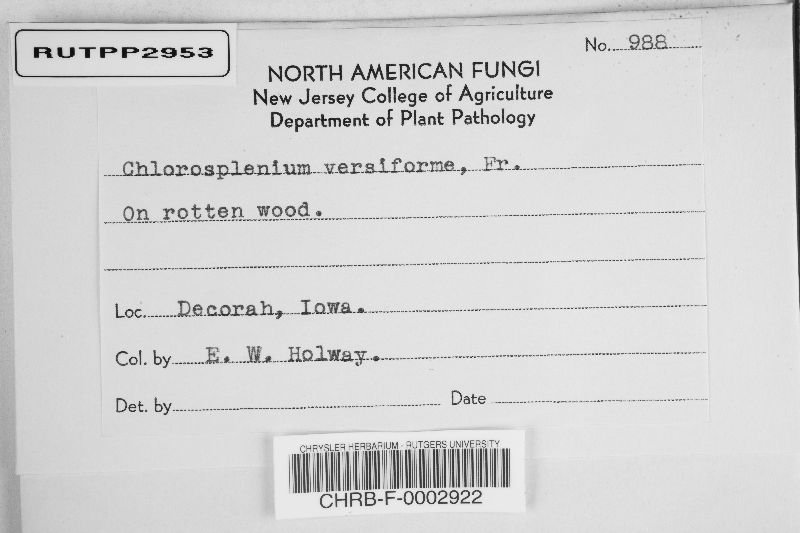 RUTPP2953
No. 988
NORTH AMERICAN FUNGI
New Jersey College of Agriculture
Department of Plant Pathology
Chlorosplenium versiforme, Fr.
On rotten wood.
Loc. Decorah, Iowa.
Col. by E. W. Holway.
Det. by Date
CHRYSLER HERBARIUM - RUTGERS UNIVERSITY
CHRB-F-0002922